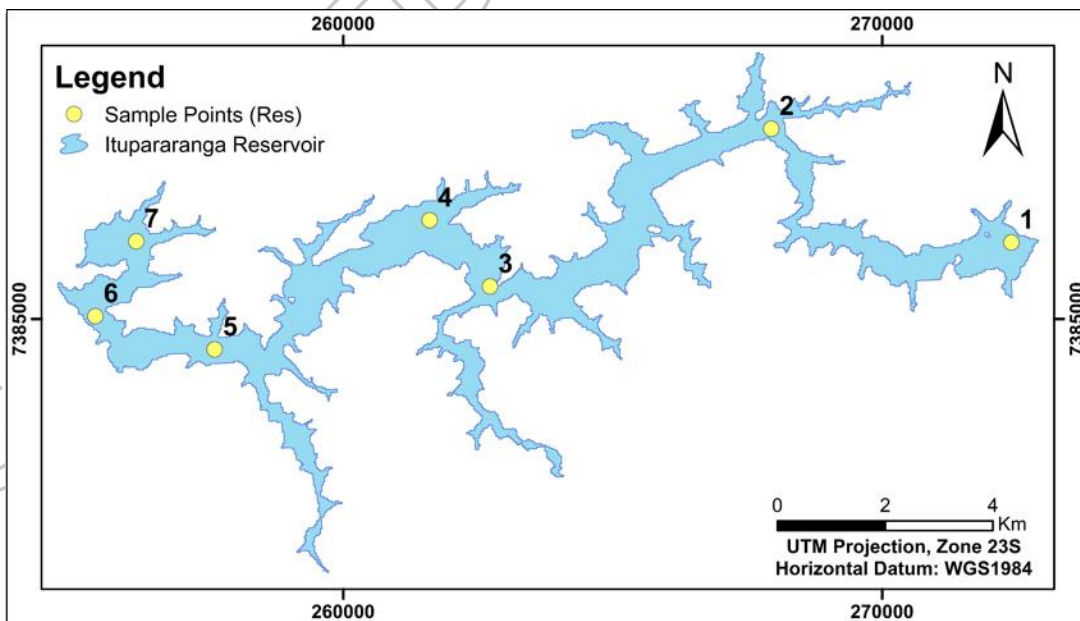 260000
270000
Legend
Sample Points (Res)
Itupararanga Reservoir
N
2
4
7
1
3
6
5
7385000
7385000
0 2 4
Km
UTM Projection, Zone 23S
Horizontal Datum: WGS1984
260000
270000